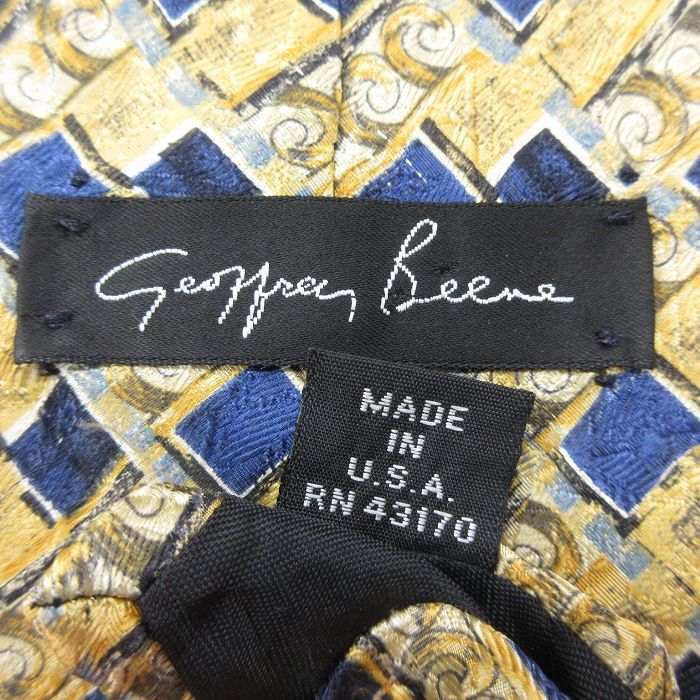 Geoffrey Beene
MADE
IN
U.S.A.
RN 43170